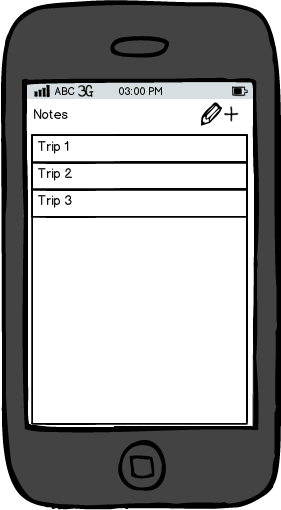 ABC 3G 03:00 PM
Notes +
Trip 1
Trip 2
Trip 3